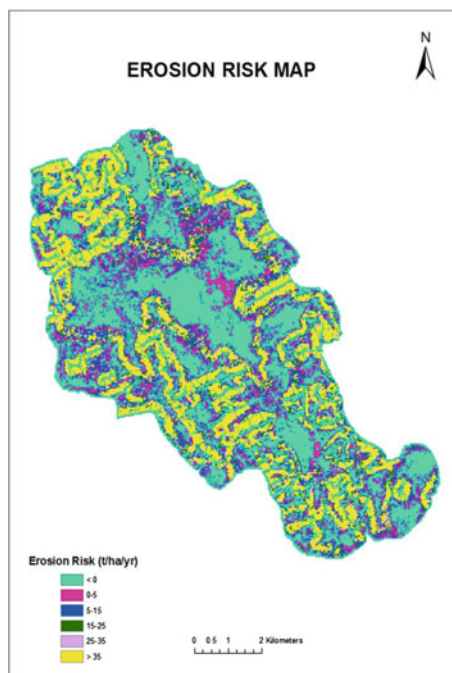 N
EROSION RISK MAP
Erosion Risk (t/ha/yr)
< 0
0-5
5-15
15-25
25-35
> 35
0 0.5 1 2 Kilometers